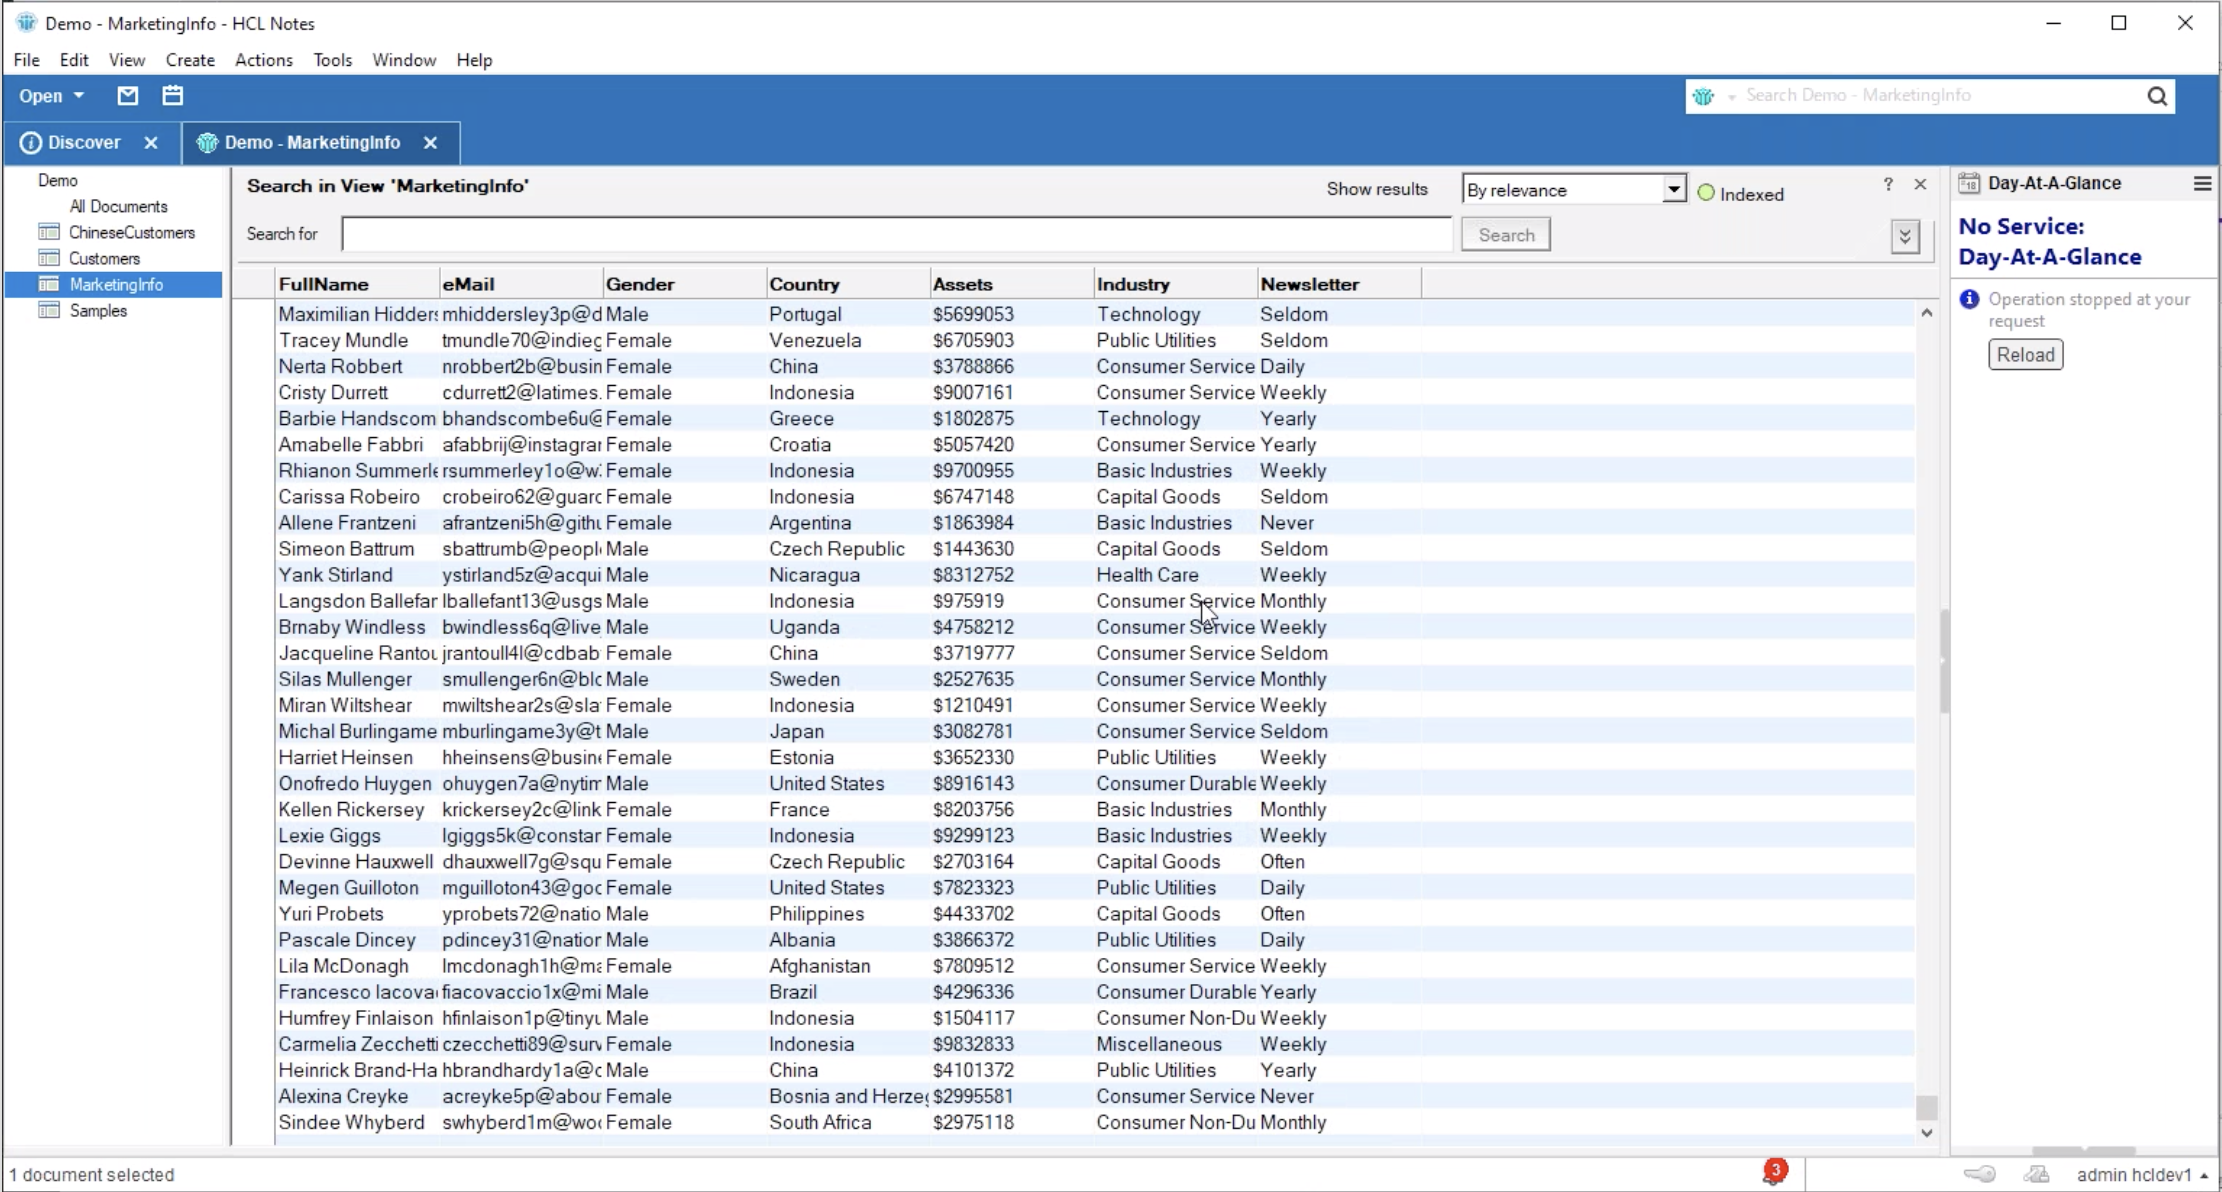 Demo - MarketingInfo - HCL Notes
File Edit View Create Actions Tools Window Help
Open Search Demo - MarketingInfo
Discover Demo - MarketingInfo
Demo
All Documents
ChineseCustomers
Customers
MarketingInfo
Samples
Search in View 'MarketingInfo' Show results By relevance Indexed ?
Search for Search
FullName eMail Gender Country Assets Industry Newsletter
Maximilian Hidders mhiddersley3p@d Male Portugal $5699053 Technology Seldom
Tracey Mundle tmundle70@indieg Female Venezuela $6705903 Public Utilities Seldom
Nerta Robbert nrobbert2b@busin Female China $3788866 Consumer Service Daily
Cristy Durrett cdurrett2@latimes. Female Indonesia $9007161 Consumer Service Weekly
Barbie Handscom bhandscombe6u@ Female Greece $1802875 Technology Yearly
Amabelle Fabbri afabbrij@instagrar Female Croatia $5057420 Consumer Service Yearly
Rhianon Summerle rsummerley1o@w3 Female Indonesia $9700955 Basic Industries Weekly
Carissa Robeiro crobeiro62@guarc Female Indonesia $6747148 Capital Goods Seldom
Allene Frantzeni afrantzeni5h@githu Female Argentina $1863984 Basic Industries Never
Simeon Battrum sbattrumb@peopl Male Czech Republic $1443630 Capital Goods Seldom
Yank Stirland ystirland5z@acqui Male Nicaragua $8312752 Health Care Weekly
Langsdon Ballefar lballefant13@usgs Male Indonesia $975919 Consumer Service Monthly
Brnaby Windless bwindless6q@live Male Uganda $4758212 Consumer Service Weekly
Jacqueline Rantou jrantoull4l@cdbab Female China $3719777 Consumer Service Seldom
Silas Mullenger smullenger6n@blc Male Sweden $2527635 Consumer Service Monthly
Miran Wiltshear mwiltshear2s@sla Female Indonesia $1210491 Consumer Service Weekly
Michal Burlingame mburlingame3y@t Male Japan $3082781 Consumer Service Seldom
Harriet Heinsen hheinsens@busine Female Estonia $3652330 Public Utilities Weekly
Onofredo Huygen ohuygen7a@nytim Male United States $8916143 Consumer Durable Weekly
Kellen Rickersey krickersey2c@link Female France $8203756 Basic Industries Monthly
Lexie Giggs lgiggs5k@constar Female Indonesia $9299123 Basic Industries Weekly
Devinne Hauxwell dhauxwell7g@squ Female Czech Republic $2703164 Capital Goods Often
Megen Guilloton mguilloton43@goc Female United States $7823323 Public Utilities Daily
Yuri Probets yprobets72@natio Male Philippines $4433702 Capital Goods Often
Pascale Dincey pdincey31@nation Male Albania $3866372 Public Utilities Daily
Lila McDonagh lmcdonagh1h@ma Female Afghanistan $7809512 Consumer Service Weekly
Francesco Iacova fiacovaccio1x@mi Male Brazil $4296336 Consumer Durable Yearly
Humfrey Finlaison hfinlaison1p@tinyu Male Indonesia $1504117 Consumer Non-Du Weekly
Carmelia Zecchetti czecchetti89@surv Female Indonesia $9832833 Miscellaneous Weekly
Heinrick Brand-Ha hbrandhardy1a@c Male China $4101372 Public Utilities Yearly
Alexina Creyke acreyke5p@abou Female Bosnia and Herzeg $2995581 Consumer Service Never
Sindee Whyberd swhyberd1m@woo Female South Africa $2975118 Consumer Non-Du Monthly
18 Day-At-A-Glance
No Service:
Day-At-A-Glance
Operation stopped at your
request
Reload
1 document selected 3 admin hcldev1